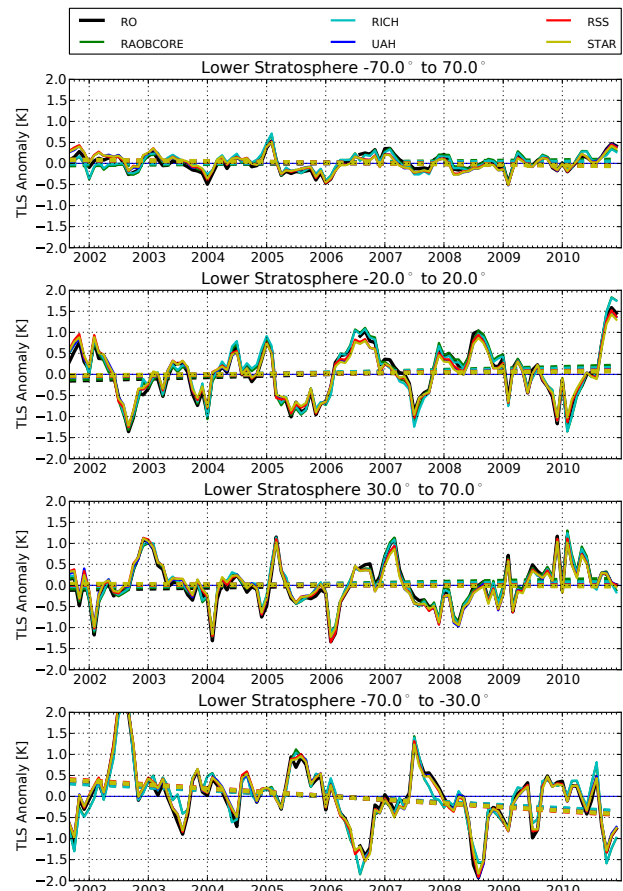 RO RICH RSS
RAOBCORE UAH STAR
Lower Stratosphere -70.0° to 70.0°
TLS Anomaly [K]
2.0
1.5
1.0
0.5
0.0
−0.5
−1.0
−1.5
−2.0
2002 2003 2004 2005 2006 2007 2008 2009 2010
Lower Stratosphere -20.0° to 20.0°
TLS Anomaly [K]
2.0
1.5
1.0
0.5
0.0
−0.5
−1.0
−1.5
−2.0
2002 2003 2004 2005 2006 2007 2008 2009 2010
Lower Stratosphere 30.0° to 70.0°
TLS Anomaly [K]
2.0
1.5
1.0
0.5
0.0
−0.5
−1.0
−1.5
−2.0
2002 2003 2004 2005 2006 2007 2008 2009 2010
Lower Stratosphere -70.0° to -30.0°
TLS Anomaly [K]
2.0
1.5
1.0
0.5
0.0
−0.5
−1.0
−1.5
−2.0
2002 2003 2004 2005 2006 2007 2008 2009 2010